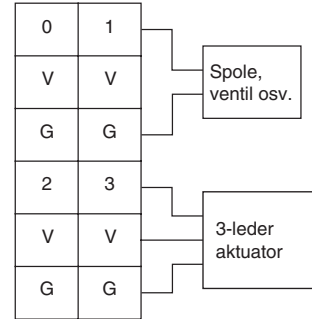 0 1
V V
G G
2 3
V V
G G
Spole,
ventil osv.
3-leder
aktuator